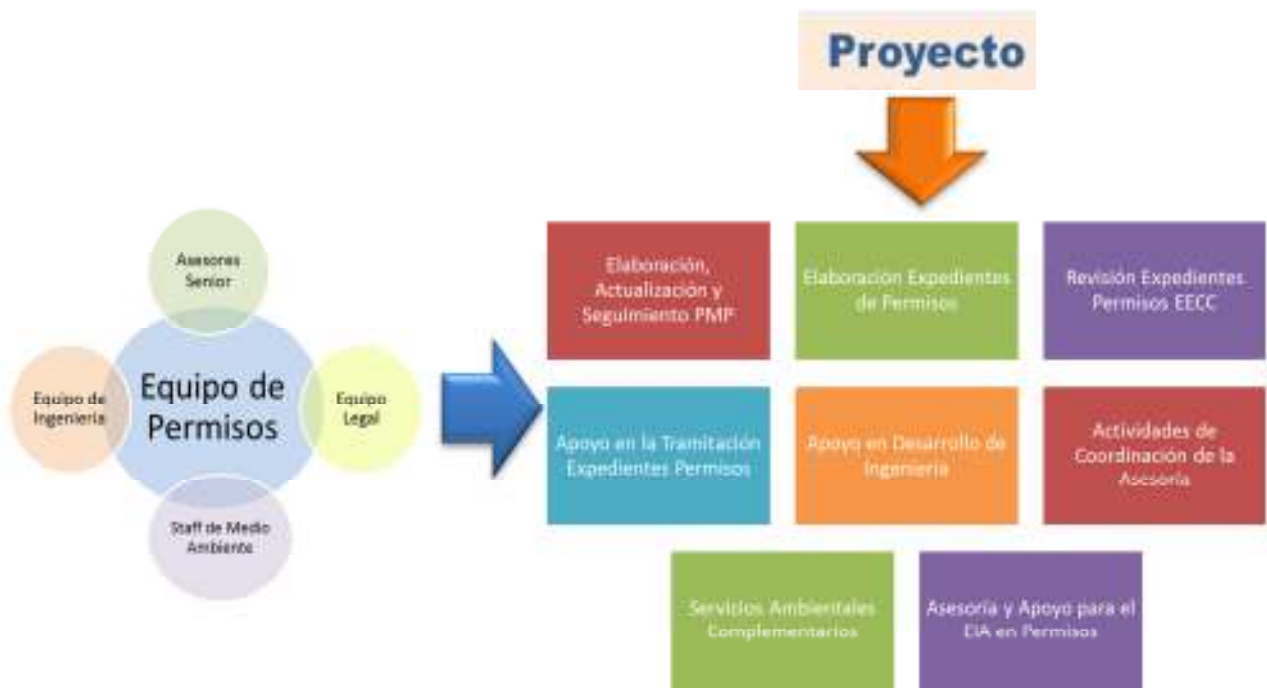 Proyecto
Asesores
Senior
Equipo de
Ingeniería
Equipo de
Permisos
Equipo
Legal
Staff de Medio
Ambiente
Elaboración,
Actualización y
Seguimiento PMP
Elaboración Expedientes
de Permisos
Revisión Expedientes
Permisos EECC
Apoyo en la Tramitación
Expedientes Permisos
Apoyo en Desarrollo de
Ingeniería
Actividades de
Coordinación de la
Asesoría
Servicios Ambientales
Complementarios
Asesoría y Apoyo para el
EIA en Permisos